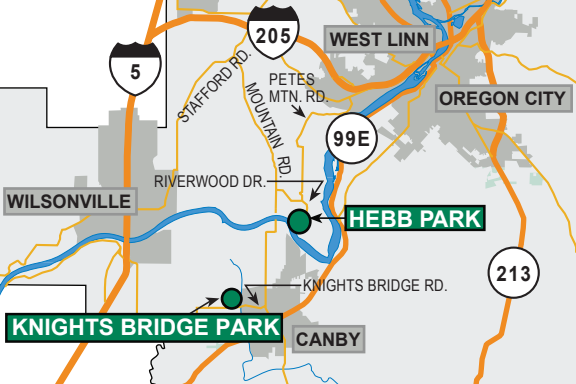 205
WEST LINN
5
STAFFORD RD.
PETES
MTN. RD.
MOUNTAIN RD.
OREGON CITY
99E
RIVERWOOD DR.
WILSONVILLE
HEBB PARK
213
KNIGHTS BRIDGE RD.
KNIGHTS BRIDGE PARK
CANBY